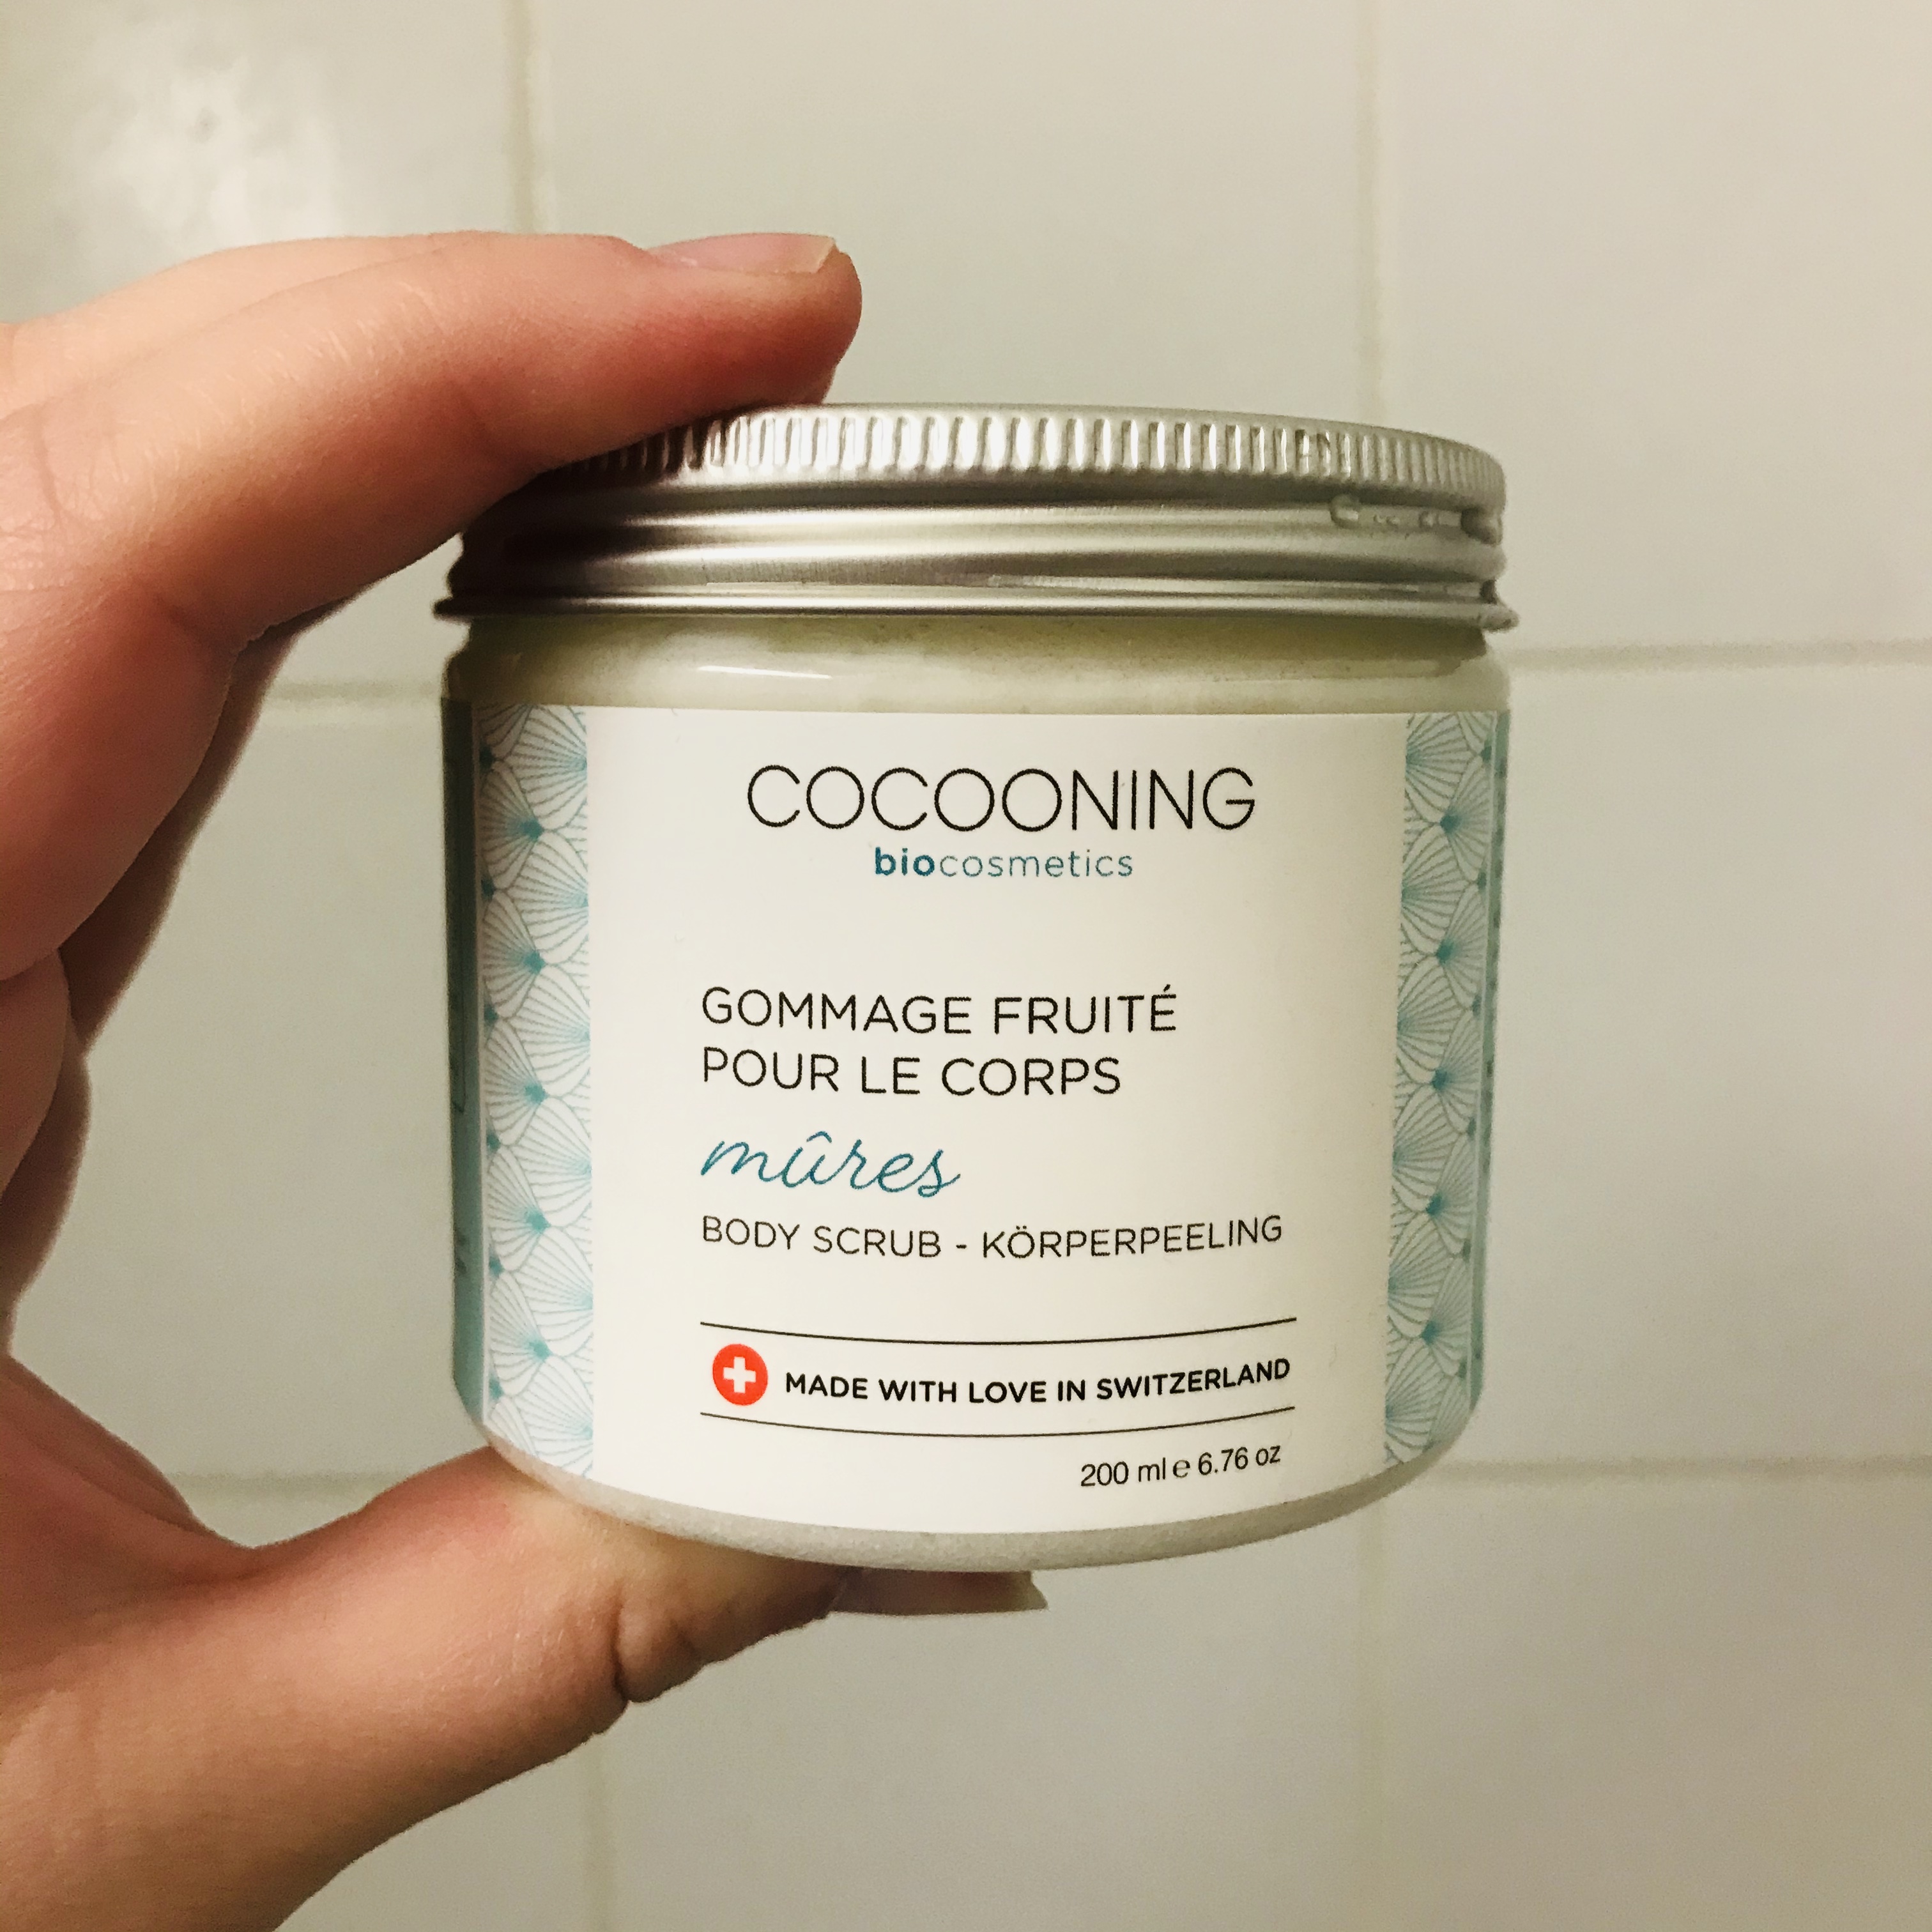 COCOONING
biocosmetics
GOMMAGE FRUITÉ
POUR LE CORPS
mûres
BODY SCRUB - KÖRPERPEELING
MADE WITH LOVE IN SWITZERLAND
200 ml e 6.76 oz